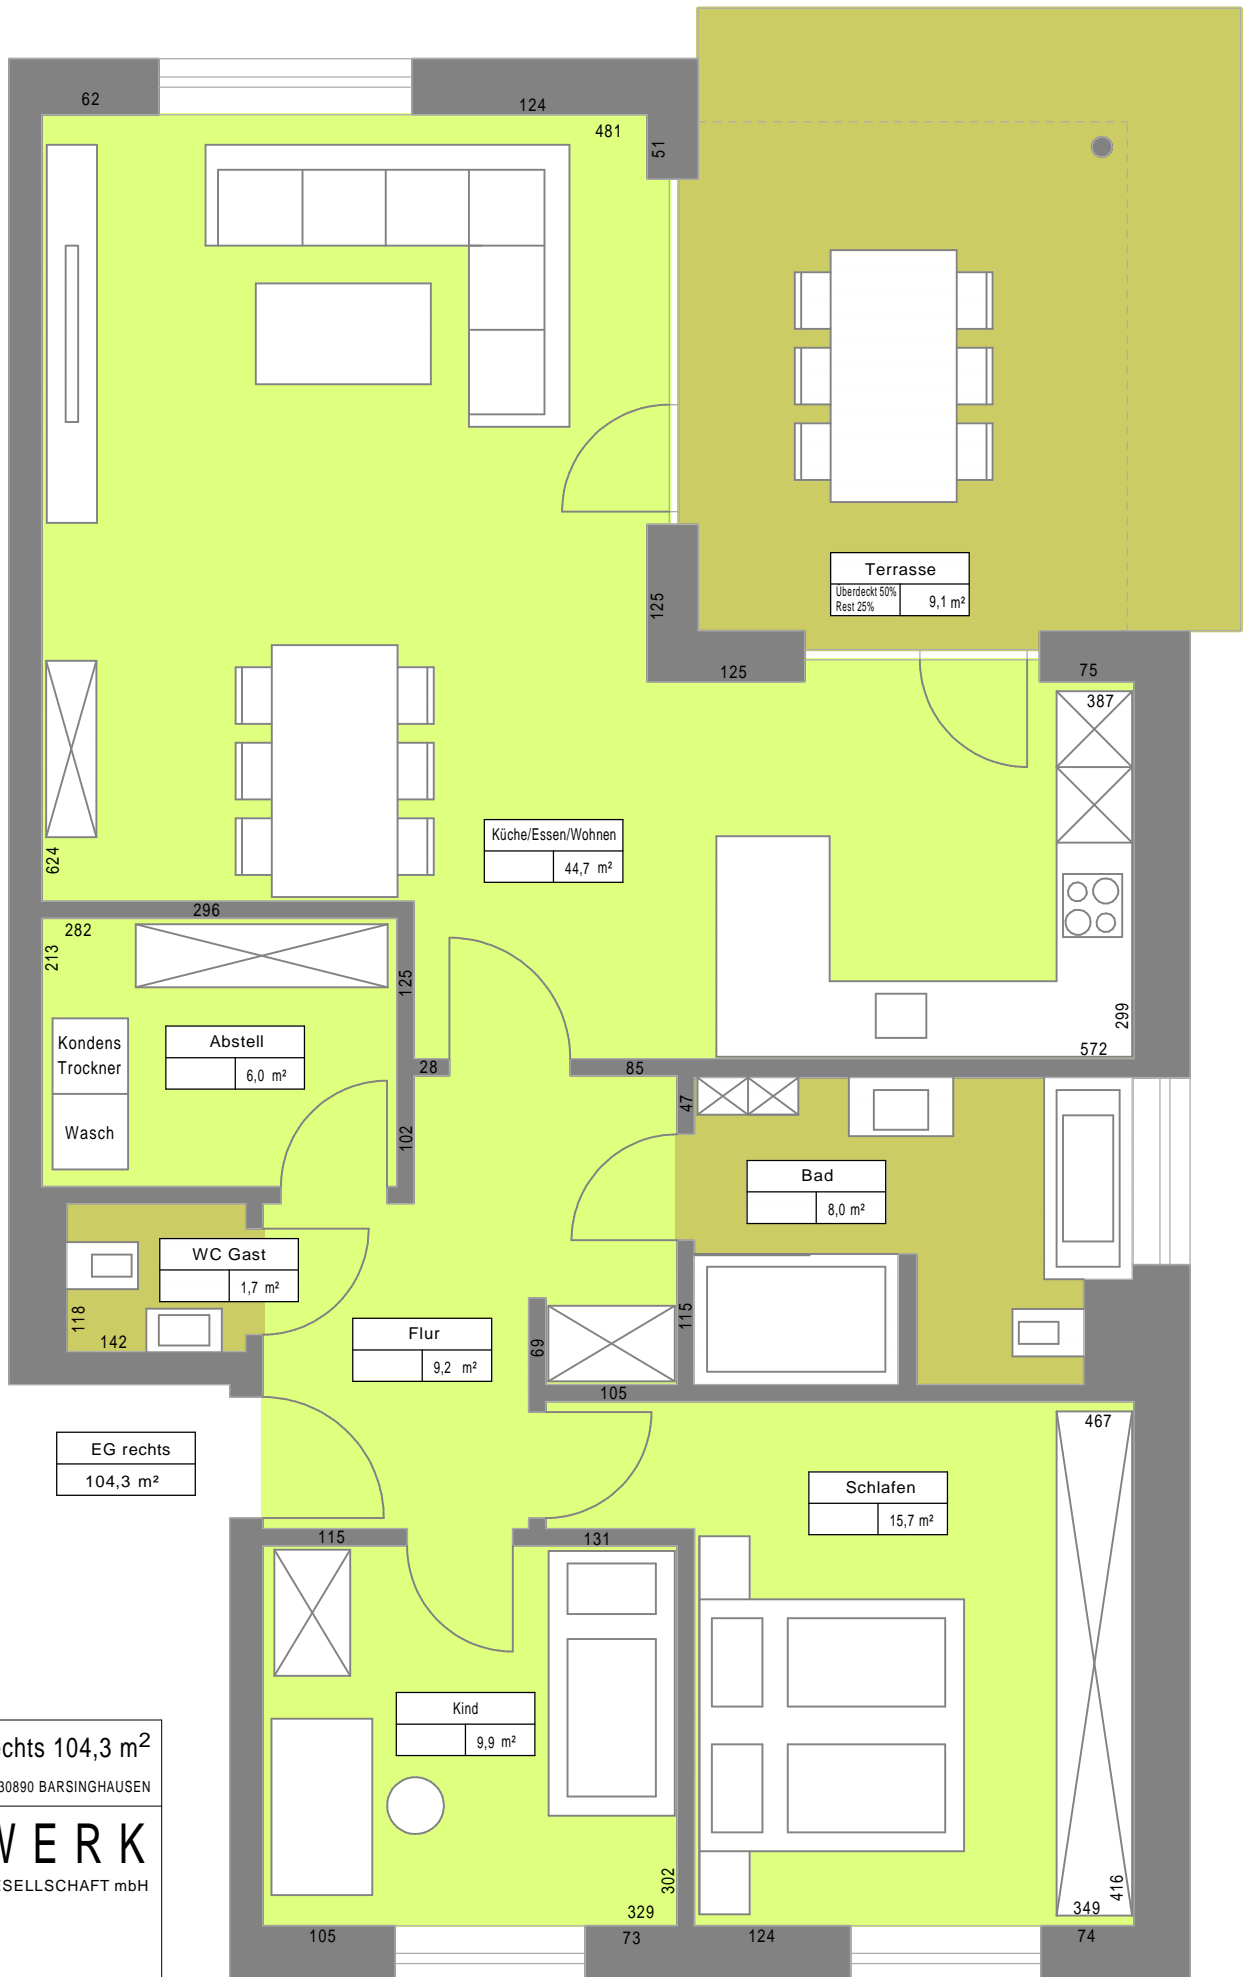 62
124
481
51
Terrasse
Überdeckt 50%
Rest 25%
9,1 m²
125
125
75
387
Küche/Essen/Wohnen
44,7 m²
624
296
282
213
125
299
572
Kondens
Trockner
Wasch
Abstell
6,0 m²
28
85
47
102
Bad
8,0 m²
WC Gast
1,7 m²
118
142
Flur
9,2 m²
69
115
105
EG rechts
104,3 m²
467
Schlafen
15,7 m²
115
131
Kind
9,9 m²
302
329
416
349
105
73
124
74
chts 104,3 m²
30890 BARSINGHAUSEN
WERK
ESELLSCHAFT mbH